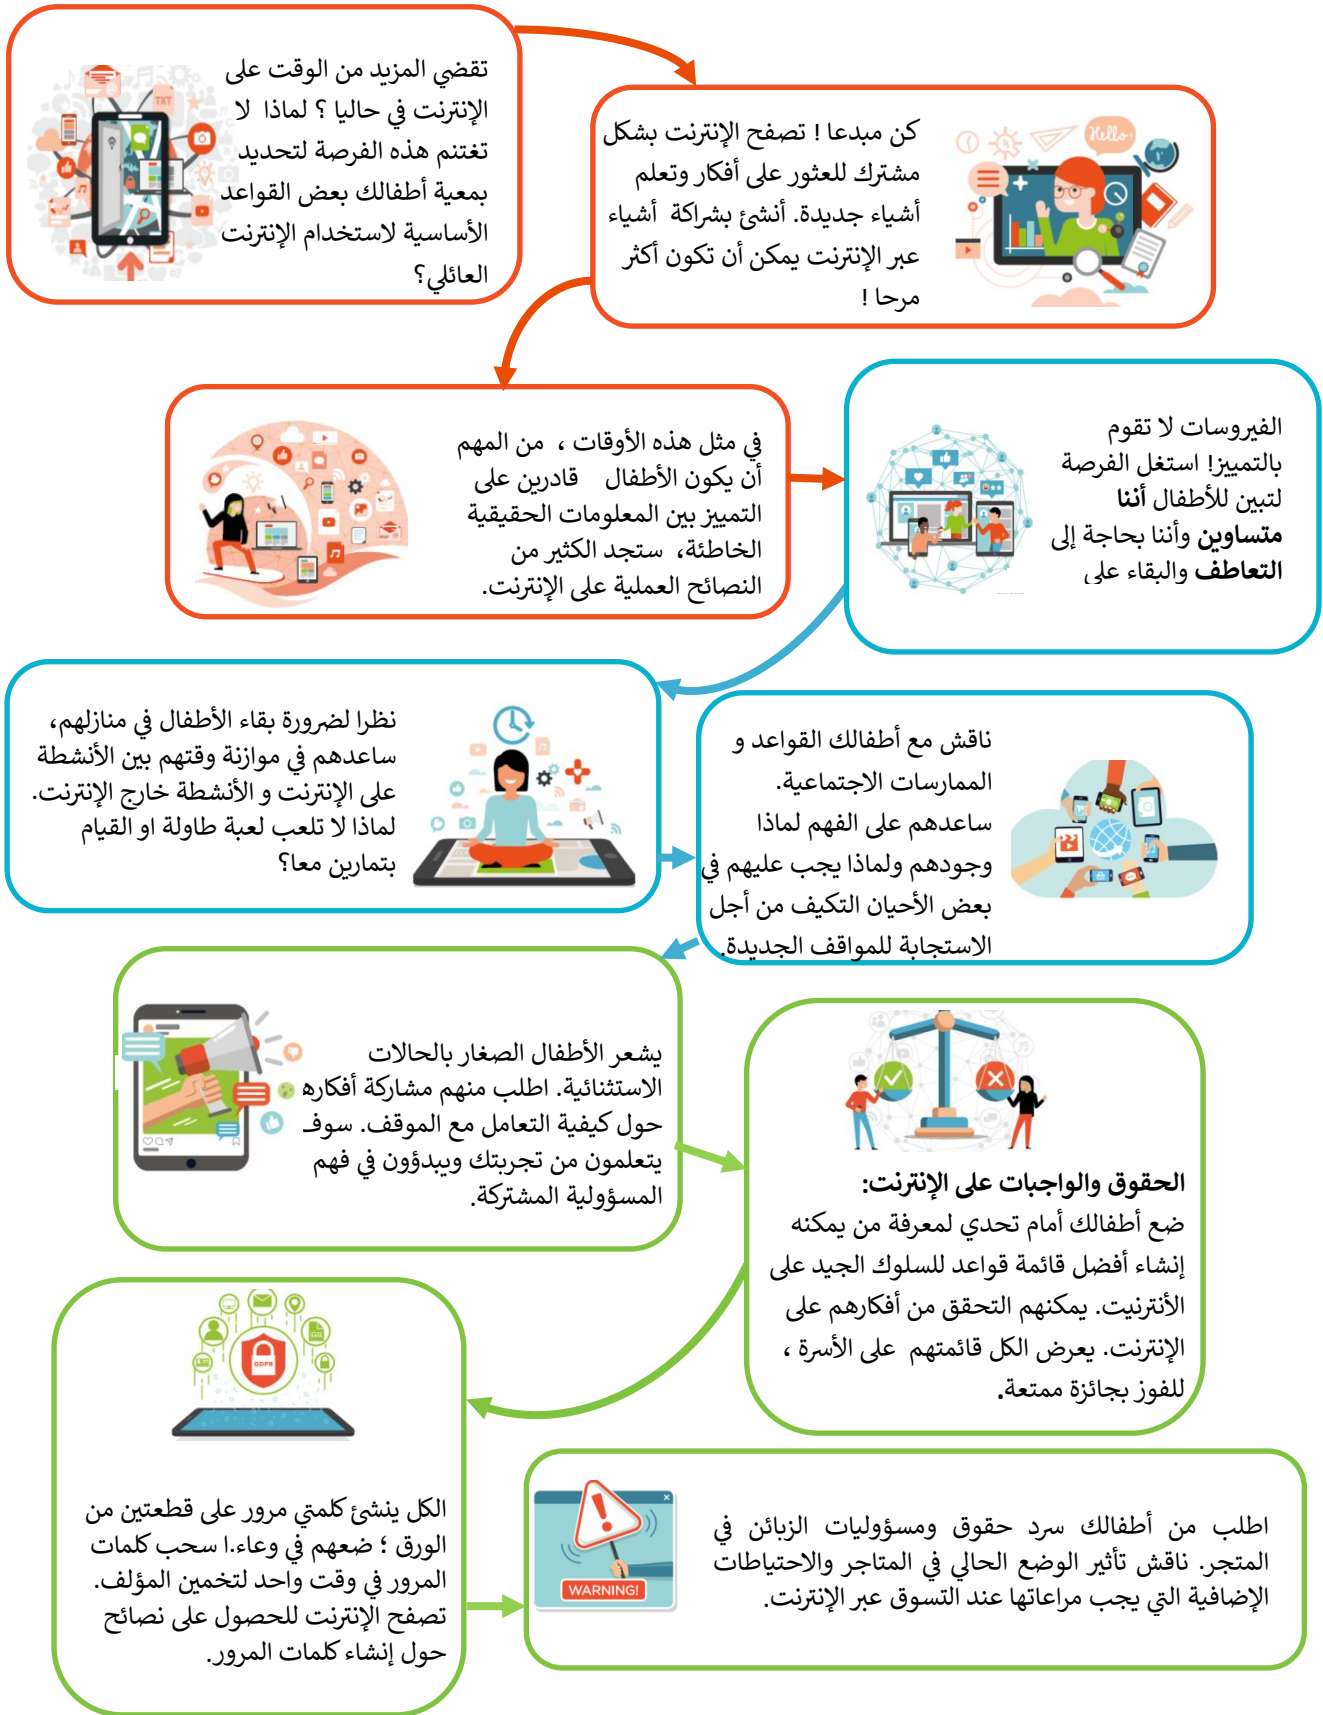 تقضي المزيد من الوقت على
الإنترنت في حاليا ؟ لماذا لا
تغتنم هذه الفرصة لتحديد
بمعية أطفالك بعض القواعد
الأساسية لاستخدام الإنترنت
العائلي؟
TXT
كن مبدعا ! تصفح الإنترنت بشكل
مشترك للعثور على أفكار وتعلم
أشياء جديدة. أنشئ بشراكة أشياء
عبر الإنترنت يمكن أن تكون أكثر
مرحا !
Hello!
في مثل هذه الأوقات ، من المهم
أن يكون الأطفال قادرين على
التمييز بين المعلومات الحقيقية
الخاطئة، ستجد الكثير من
النصائح العملية على الإنترنت.
الفيروسات لا تقوم
بالتمييز! استغل الفرصة
لتبين للأطفال أننا
متساوين وأننا بحاجة إلى
التعاطف والبقاء على
نظرا لضرورة بقاء الأطفال في منازلهم،
ساعدهم في موازنة وقتهم بين الأنشطة
على الإنترنت و الأنشطة خارج الإنترنت.
لماذا لا تلعب لعبة طاولة او القيام
بتمارين معا؟
ناقش مع أطفالك القواعد و
الممارسات الاجتماعية.
ساعدهم على الفهم لماذا
وجودهم ولماذا يجب عليهم في
بعض الأحيان التكيف من أجل
الاستجابة للمواقف الجديدة.
يشعر الأطفال الصغار بالحالات
الاستثنائية. اطلب منهم مشاركة أفكاره
حول كيفية التعامل مع الموقف. سوف
يتعلمون من تجربتك ويبدؤون في فهم
المسؤولية المشتركة.
الحقوق والواجبات على الإنترنت:
ضع أطفالك أمام تحدي لمعرفة من يمكنه
إنشاء أفضل قائمة قواعد للسلوك الجيد على
الأنترنيت. يمكنهم التحقق من أفكارهم على
الإنترنت. يعرض الكل قائمتهم على الأسرة ،
للفوز بجائزة ممتعة.
GDPR
الكل ينشئ كلمتي مرور على قطعتين من
الورق ؛ ضعهم في وعاء.ا سحب كلمات
المرور في وقت واحد لتخمين المؤلف.
تصفح الإنترنت للحصول على نصائح
حول إنشاء كلمات المرور.
WARNING!
اطلب من أطفالك سرد حقوق ومسؤوليات الزبائن في
المتجر. ناقش تأثير الوضع الحالي في المتاجر والاحتياطات
الإضافية التي يجب مراعاتها عند التسوق عبر الإنترنت.